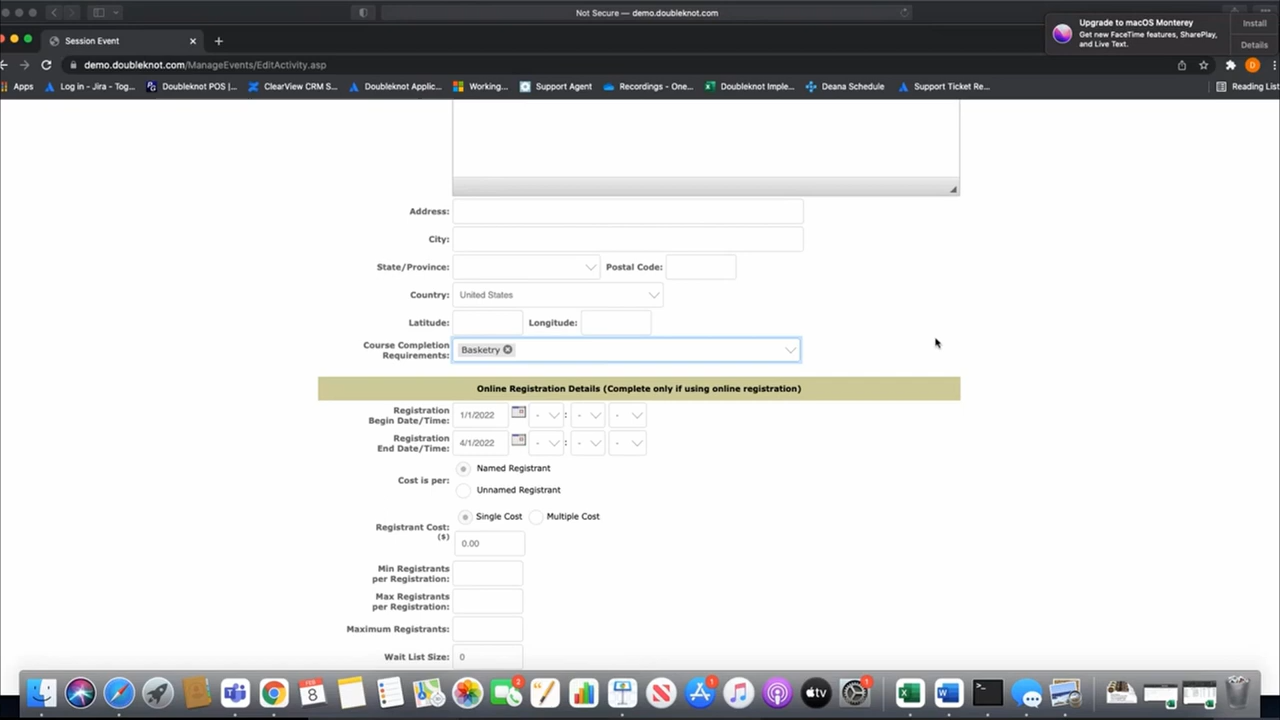 Not Secure — demo.doubleknot.com
Upgrade to macOS Monterey
Get new FaceTime features, SharePlay, and Live Text.
Install
Details
Session Event
demo.doubleknot.com/ManageEvents/EditActivity.asp
Apps
Log in - Jira - Tog...
Doubleknot POS |...
ClearView CRM S...
Doubleknot Applic...
Working...
Support Agent
Recordings - One...
Doubleknot Imple...
Deana Schedule
Support Ticket Re...
Reading List
Address:
City:
State/Province:
Postal Code:
Country: United States
Latitude:
Longitude:
Course Completion
Requirements: Basketry
Online Registration Details (Complete only if using online registration)
Registration
Begin Date/Time: 1/1/2022 - : - -
Registration
End Date/Time: 4/1/2022 - : - -
Cost is per: Named Registrant
Unnamed Registrant
Registrant Cost:
($)
Single Cost Multiple Cost
0.00
Min Registrants
per Registration:
Max Registrants
per Registration:
Maximum Registrants:
Wait List Size: 0
FEB
8
2
1
tv
1